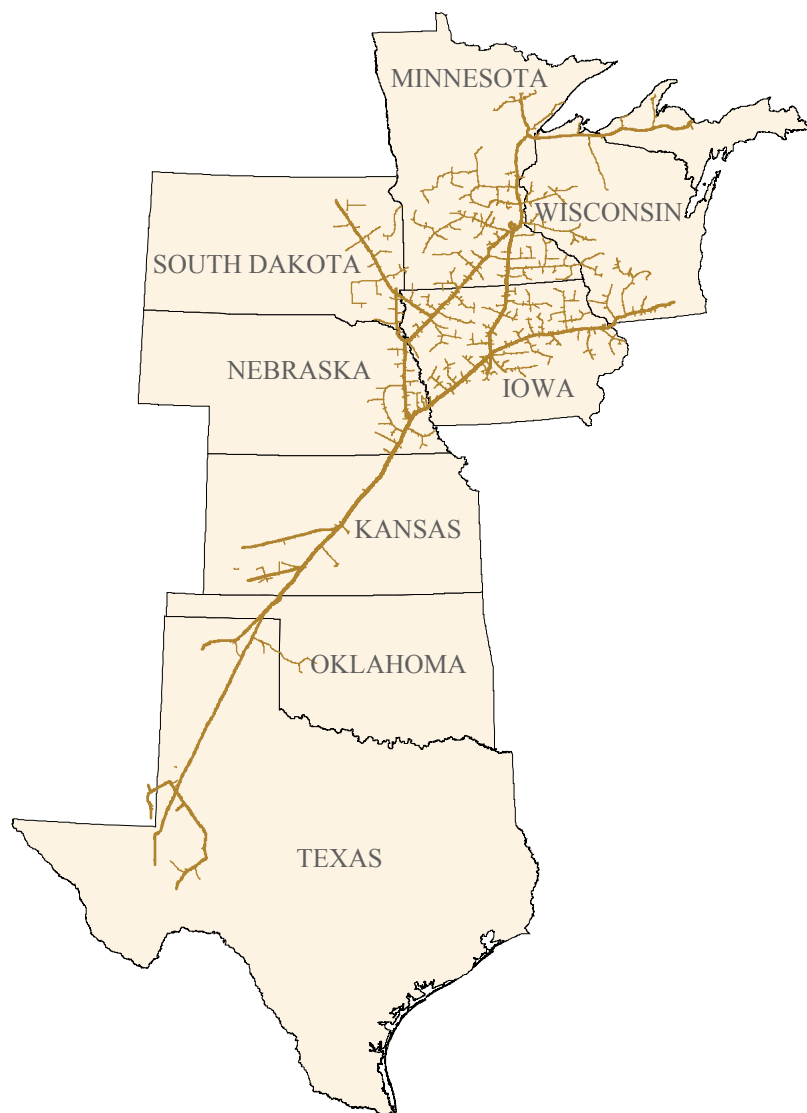 MINNESOTA
WISCONSIN
SOUTH DAKOTA
NEBRASKA
IOWA
KANSAS
OKLAHOMA
TEXAS